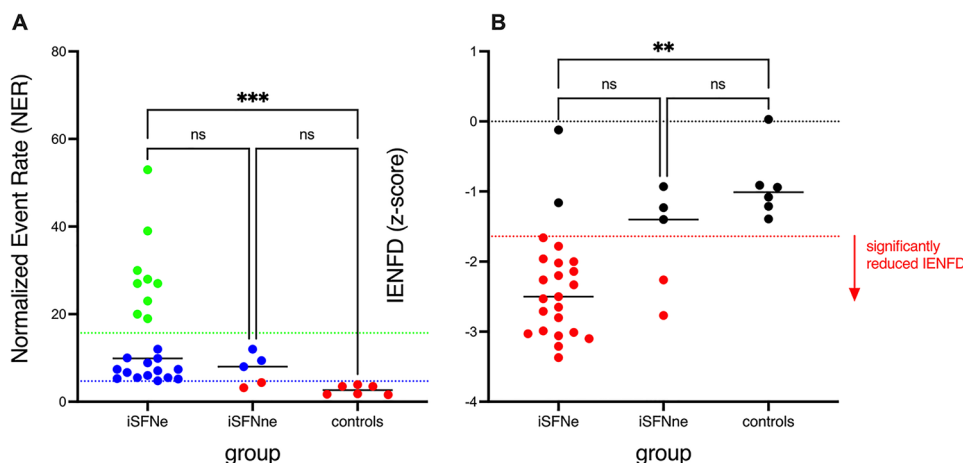 A
Normalized Event Rate (NER)
80
60
40
20
0
***
ns
ns
iSFNe
iSFNne
controls
group
B
IENFD (z-score)
1
0
-1
-2
-3
-4
**
ns
ns
significantly
reduced IENFD
iSFNe
iSFNne
controls
group